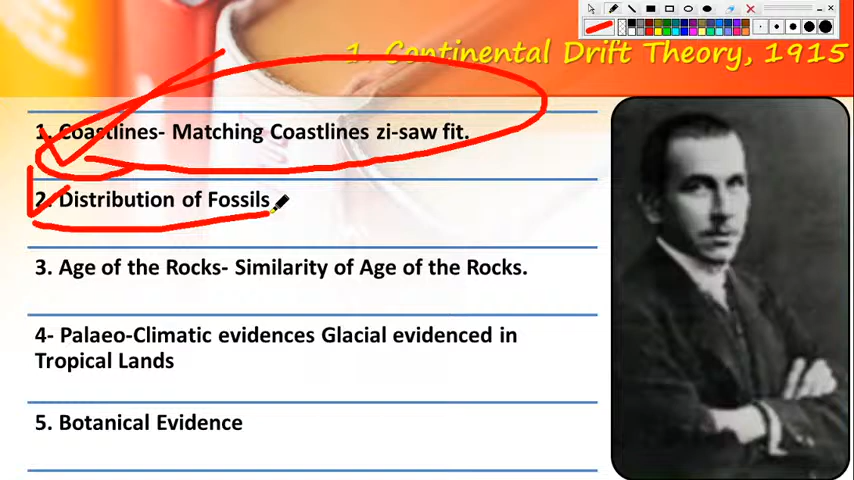 1. Continental Drift Theory, 1915
1. Coastlines- Matching Coastlines zi-saw fit.
2. Distribution of Fossils
3. Age of the Rocks- Similarity of Age of the Rocks.
4- Palaeo-Climatic evidences Glacial evidenced in
Tropical Lands
5. Botanical Evidence